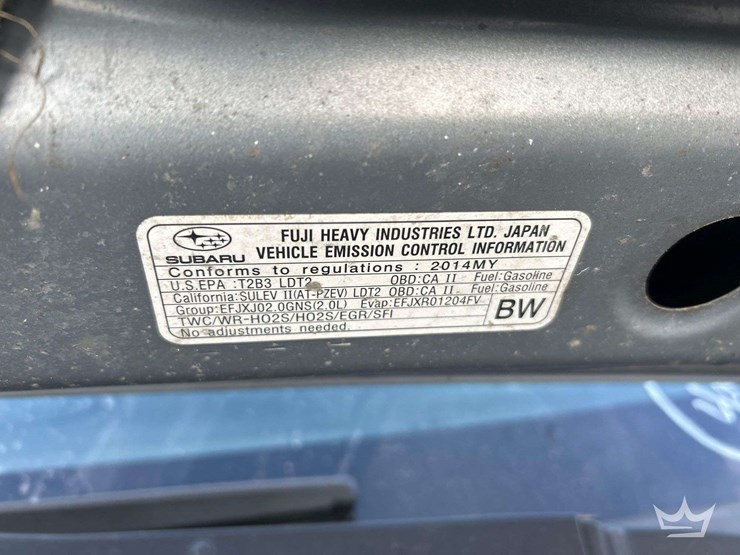 SUBARU
FUJI HEAVY INDUSTRIES LTD. JAPAN
VEHICLE EMISSION CONTROL INFORMATION
Conforms to regulations : 2014MY
U.S.EPA :T2B3 LDT2 OBD:CA II Fuel:Gasoline
California:SULEV II(AT-PZEV) LDT2 OBD:CA II Fuel:Gasoline
Group:EFJXJ02.0GNS(2.0L) Evap:EFJXR01204FV
TWC/WR-HO2S/HO2S/EGR/SFI
No adjustments needed.
BW